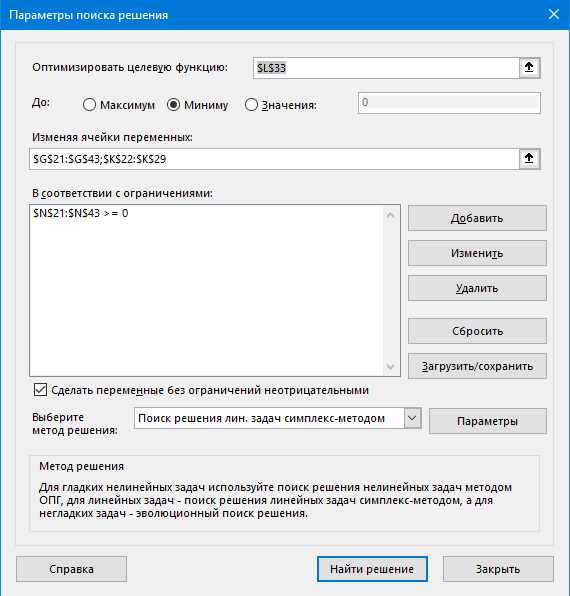 Параметры поиска решения
Оптимизировать целевую функцию:
$L$33
До:
Максимум
Миниму
Значения:
0
Изменяя ячейки переменных:
$G$21:$G$43;$K$22:$K$29
В соответствии с ограничениями:
$N$21:$N$43 >= 0
Добавить
Изменить
Удалить
Сбросить
Загрузить/сохранить
Сделать переменные без ограничений неотрицательными
Выберите
метод решения:
Поиск решения лин. задач симплекс-методом
Параметры
Метод решения
Для гладких нелинейных задач используйте поиск решения нелинейных задач методом
ОПГ, для линейных задач - поиск решения линейных задач симплекс-методом, а для
негладких задач - эволюционный поиск решения.
Справка
Найти решение
Закрыть